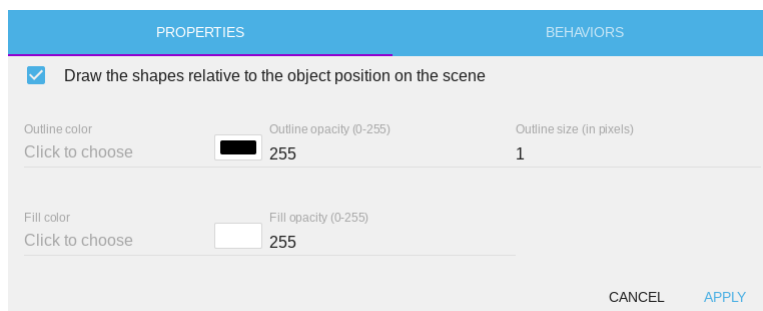 PROPERTIES BEHAVIORS
Draw the shapes relative to the object position on the scene
Outline color Outline opacity (0-255) Outline size (in pixels)
Click to choose 255 1
Fill color Fill opacity (0-255)
Click to choose 255
CANCEL APPLY